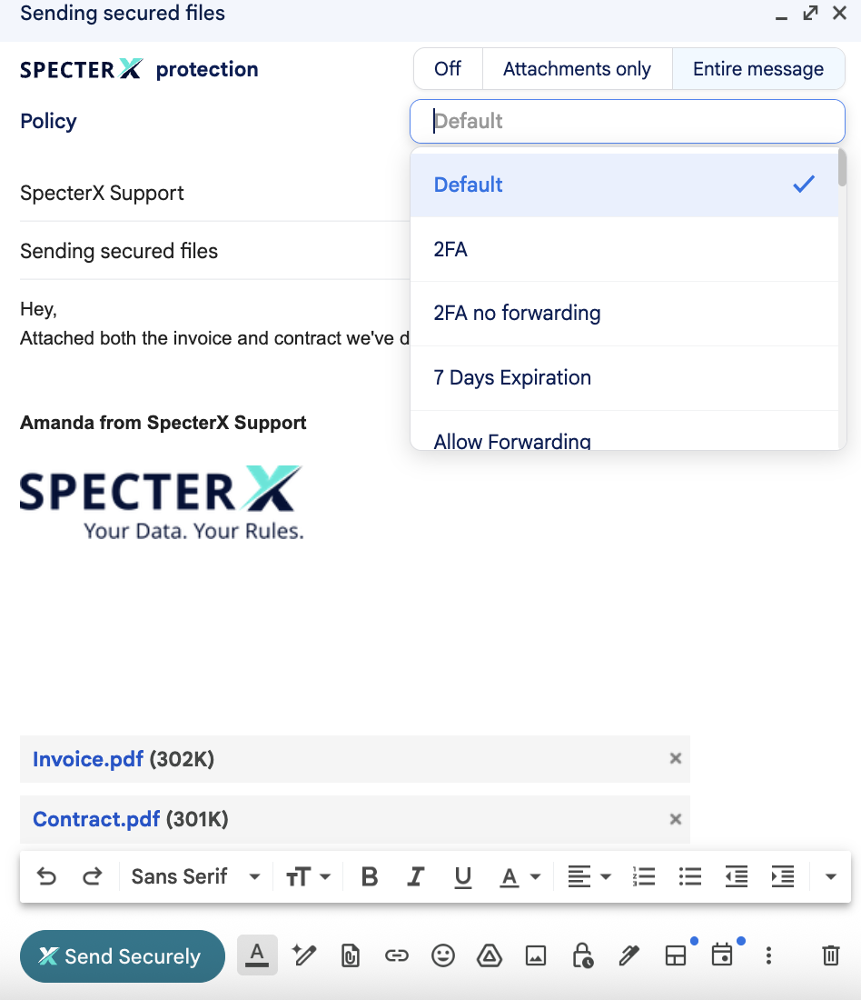 Sending secured files
SPECTERX protection
Off
Attachments only
Entire message
Policy
Default
Default
2FA
2FA no forwarding
7 Days Expiration
Allow Forwarding
SpecterX Support
Sending secured files
Hey,
Attached both the invoice and contract we've d
Amanda from SpecterX Support
SPECTERX
Your Data. Your Rules.
Invoice.pdf (302K)
Contract.pdf (301K)
Sans Serif
Send Securely